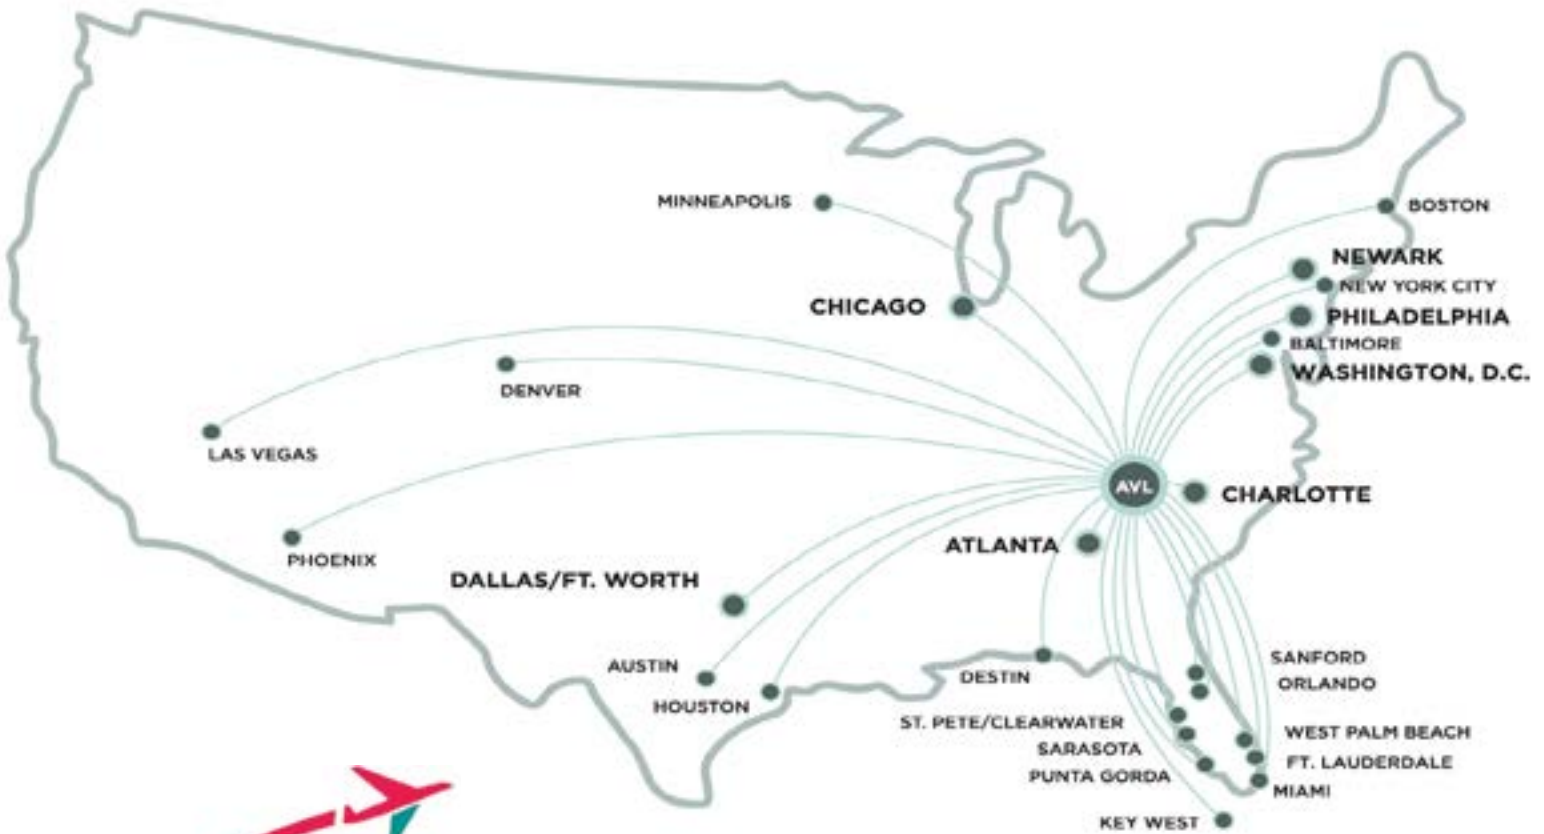 MINNEAPOLIS
BOSTON
NEWARK
NEW YORK CITY
CHICAGO
PHILADELPHIA
BALTIMORE
WASHINGTON, D.C.
DENVER
LAS VEGAS
AVL
CHARLOTTE
ATLANTA
PHOENIX
DALLAS/FT. WORTH
AUSTIN
HOUSTON
DESTIN
SANFORD
ORLANDO
ST. PETE/CLEARWATER
SARASOTA
PUNTA GORDA
WEST PALM BEACH
FT. LAUDERDALE
MIAMI
KEY WEST